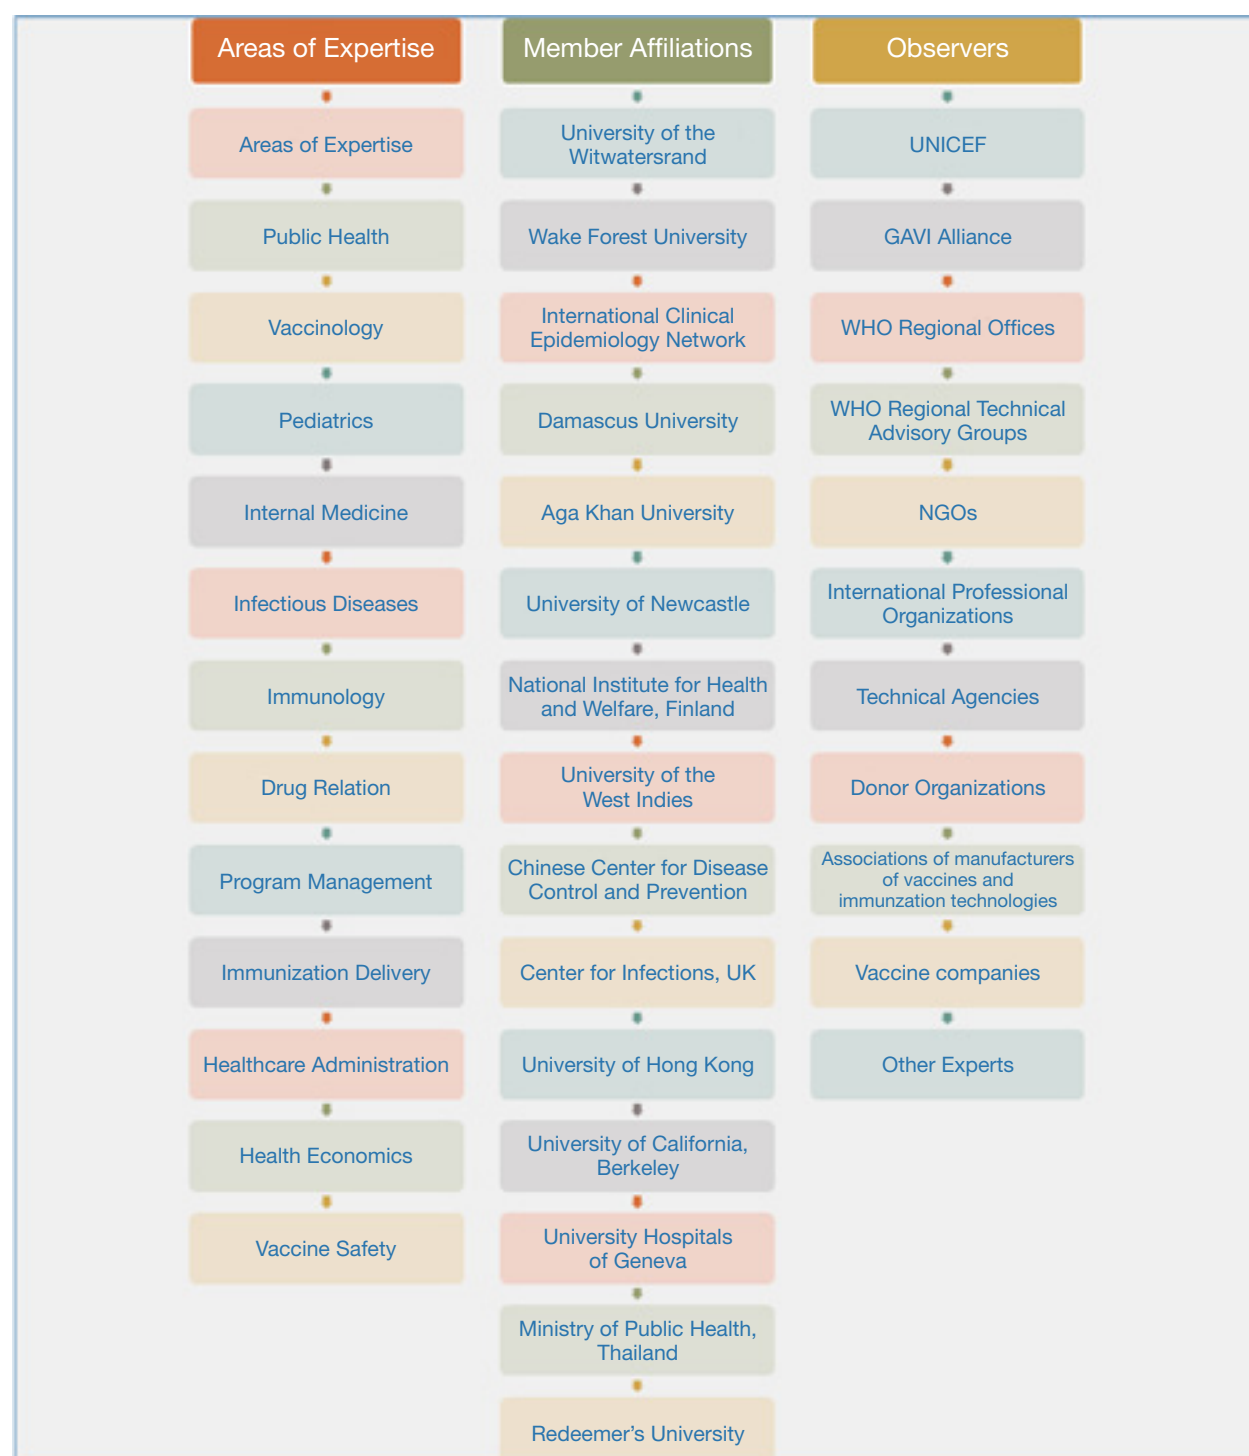 Areas of Expertise
Areas of Expertise
Public Health
Vaccinology
Pediatrics
Internal Medicine
Infectious Diseases
Immunology
Drug Relation
Program Management
Immunization Delivery
Healthcare Administration
Health Economics
Vaccine Safety
Member Affiliations
University of the
Witwatersrand
Wake Forest University
International Clinical
Epidemiology Network
Damascus University
Aga Khan University
University of Newcastle
National Institute for Health
and Welfare, Finland
University of the
West Indies
Chinese Center for Disease
Control and Prevention
Center for Infections, UK
University of Hong Kong
University of California,
Berkeley
University Hospitals
of Geneva
Ministry of Public Health,
Thailand
Redeemer’s University
Observers
UNICEF
GAVI Alliance
WHO Regional Offices
WHO Regional Technical
Advisory Groups
NGOs
International Professional
Organizations
Technical Agencies
Donor Organizations
Associations of manufacturers
of vaccines and
immunzation technologies
Vaccine companies
Other Experts